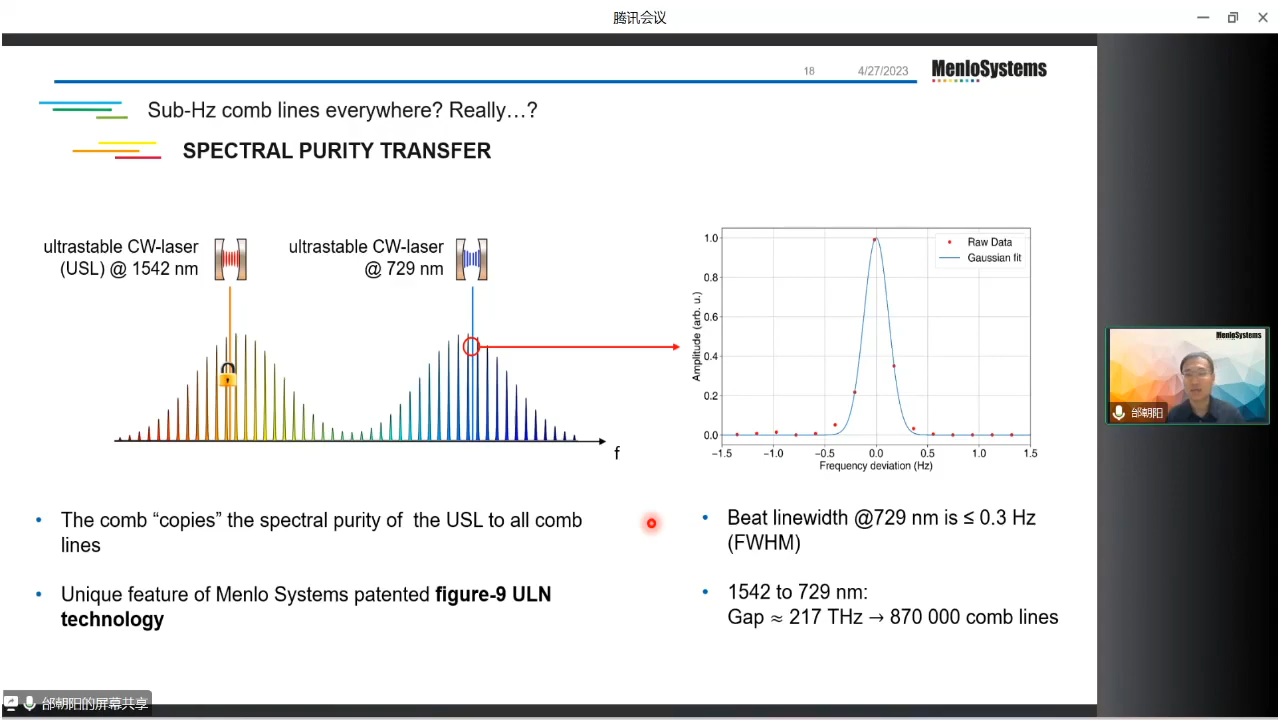 腾讯会议
18 4/27/2023 MenloSystems
Sub-Hz comb lines everywhere? Really…?
SPECTRAL PURITY TRANSFER
ultrastable CW-laser
(USL) @ 1542 nm
ultrastable CW-laser
@ 729 nm
f
Amplitude (arb. u.)
1.0
0.8
0.6
0.4
0.2
0.0
−1.5 −1.0 −0.5 0.0 0.5 1.0 1.5
Frequency deviation (Hz)
Raw Data
Gaussian fit
• The comb “copies” the spectral purity of the USL to all comb
lines
• Unique feature of Menlo Systems patented figure-9 ULN
technology
• Beat linewidth @729 nm is ≤ 0.3 Hz
(FWHM)
• 1542 to 729 nm:
Gap ≈ 217 THz → 870 000 comb lines
MenloSystems
邰朝阳
邰朝阳的屏幕共享